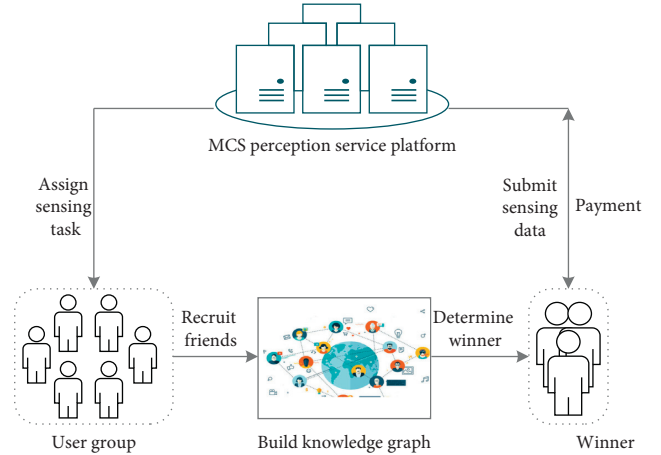 MCS perception service platform
Assign
sensing
task
Submit
sensing
data
Payment
Recruit
friends
Determine
winner
User group
Build knowledge graph
Winner